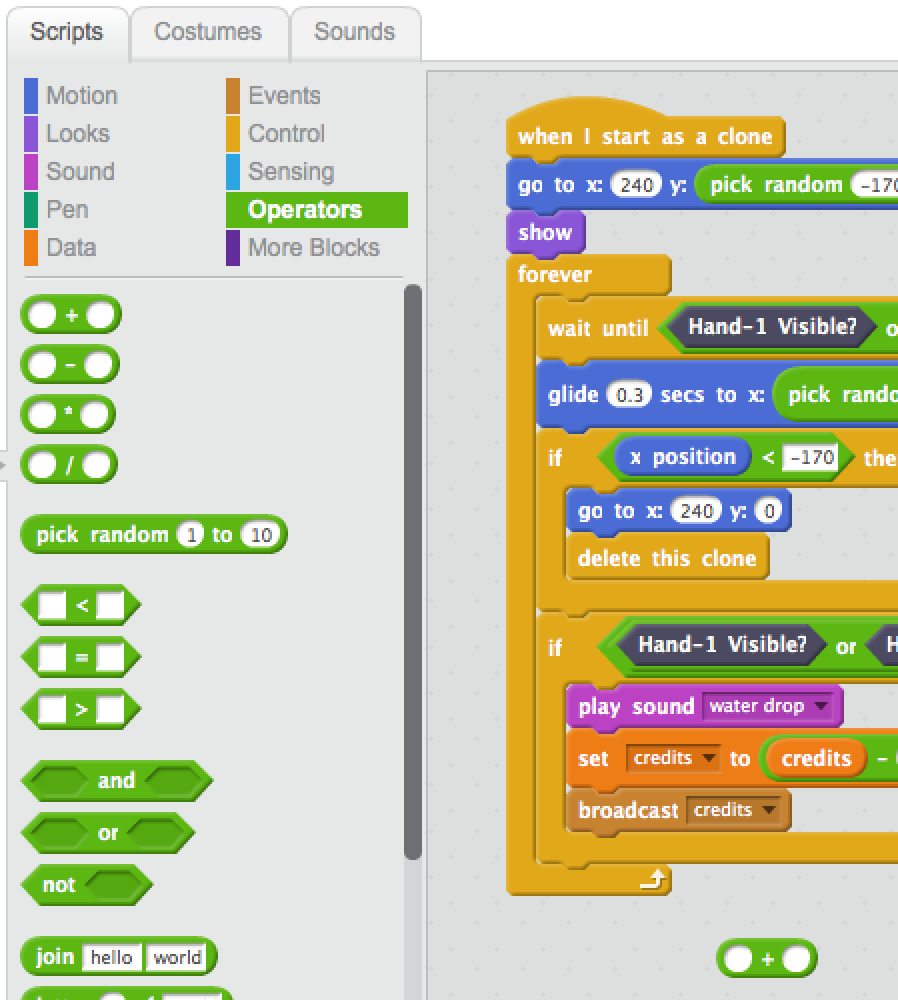 Scripts Costumes Sounds
Motion Events
Looks Control
Sound Sensing
Pen Operators
Data More Blocks
+
-
*
/
pick random 1 to 10
<
=
>
and
or
not
join hello world
when I start as a clone
go to x: 240 y: pick random -170
show
forever
wait until Hand-1 Visible?
glide 0.3 secs to x: pick
if x position < -170
go to x: 240 y: 0
delete this clone
if Hand-1 Visible? or
play sound water drop
set credits to credits -
broadcast credits
+